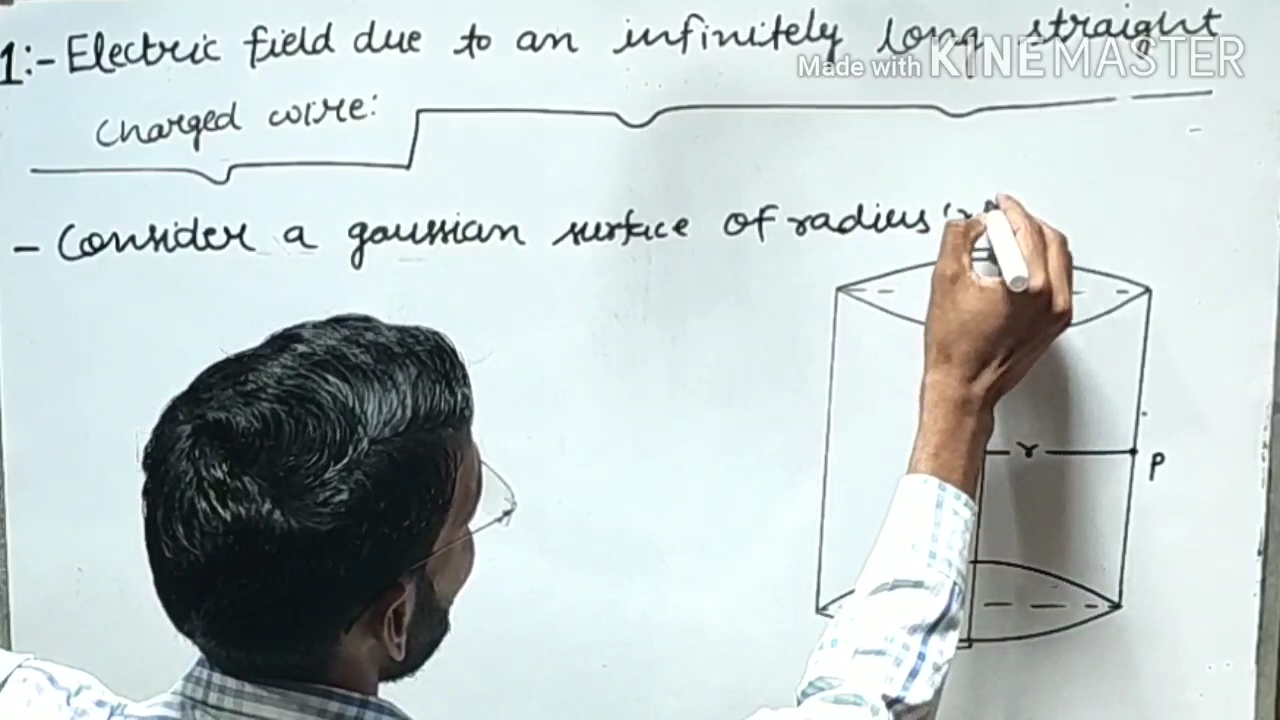 1:- Electric field due to an infinitely long straight
Made with KINEMASTER
charged wire:
- Consider a gaussian surface of radius 'r
r
P